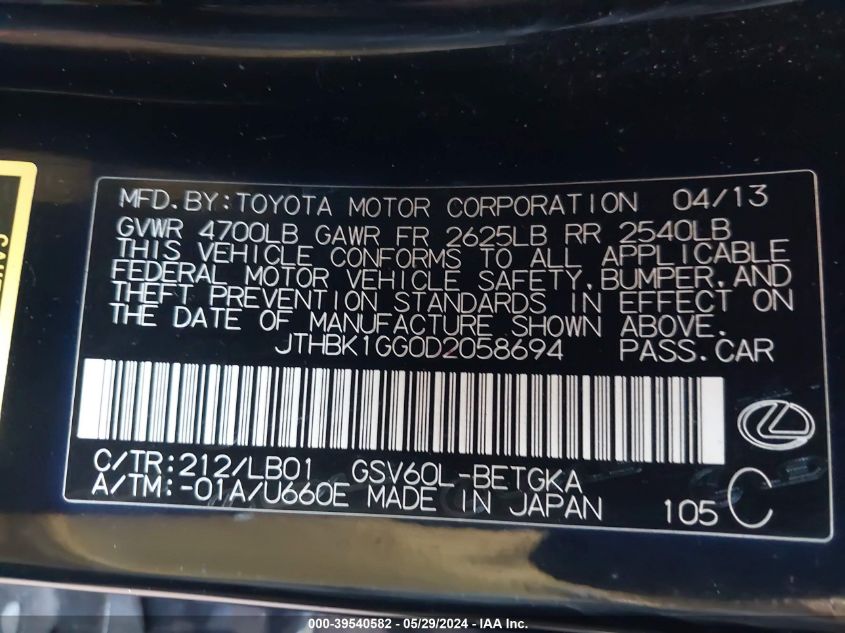 MFD.BY:TOYOTA MOTOR CORPORATION 04/13
GVWR 4700LB GAWR FR 2625LB RR 2540LB
THIS VEHICLE CONFORMS TO ALL APPLICABLE
FEDERAL MOTOR VEHICLE SAFETY,BUMPER,AND
THEFT PREVENTION STANDARDS IN EFFECT ON
THE DATE OF MANUFACTURE SHOWN ABOVE.
JTHBK1GG0D2058694 PASS.CAR
C/TR:212/LB01 GSV60L-BETGKA
A/TM:-01A/U660E MADE IN JAPAN 105 C
000-39540582 / 05/29/2024 - IAA Inc.